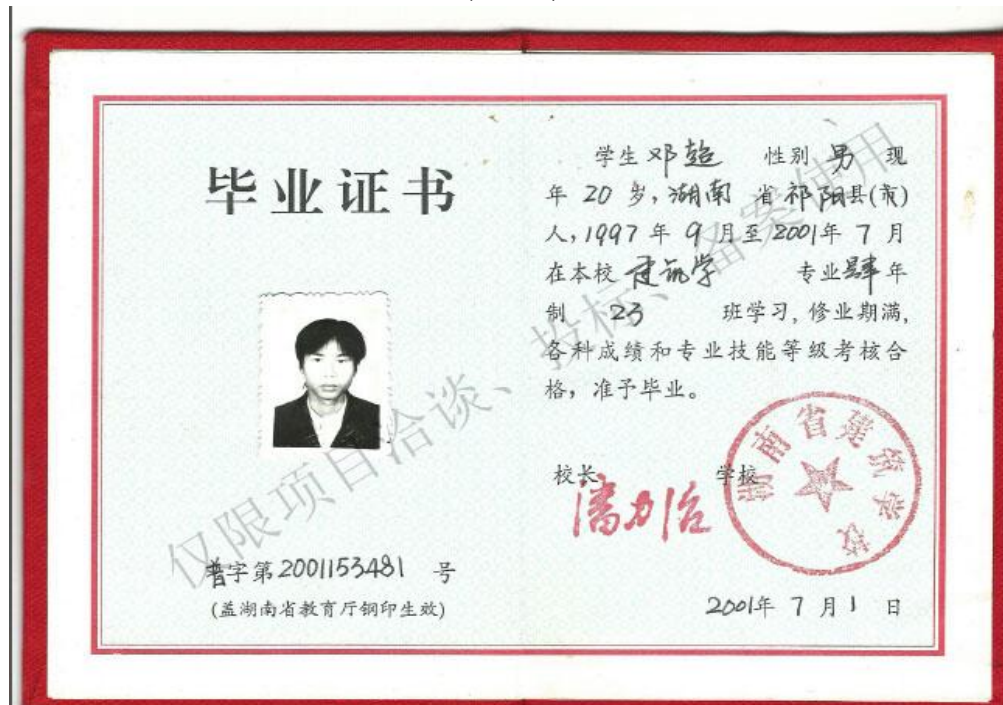 毕业证书
普字第2001153481 号
(盖湖南省教育厅钢印生效)
学生邓超 性别男 现
年20岁,湖南省祁阳县(市)
人,1997年9月至2001年7月
在本校建筑学 专业肆年
制 23 班学习,修业期满,
各种成绩和专业技能等级考核合
格,准予毕业。
校长 学校
潘力治
湖南省建筑学校
2001年7月1日
仅限项目洽谈、投标、备案使用